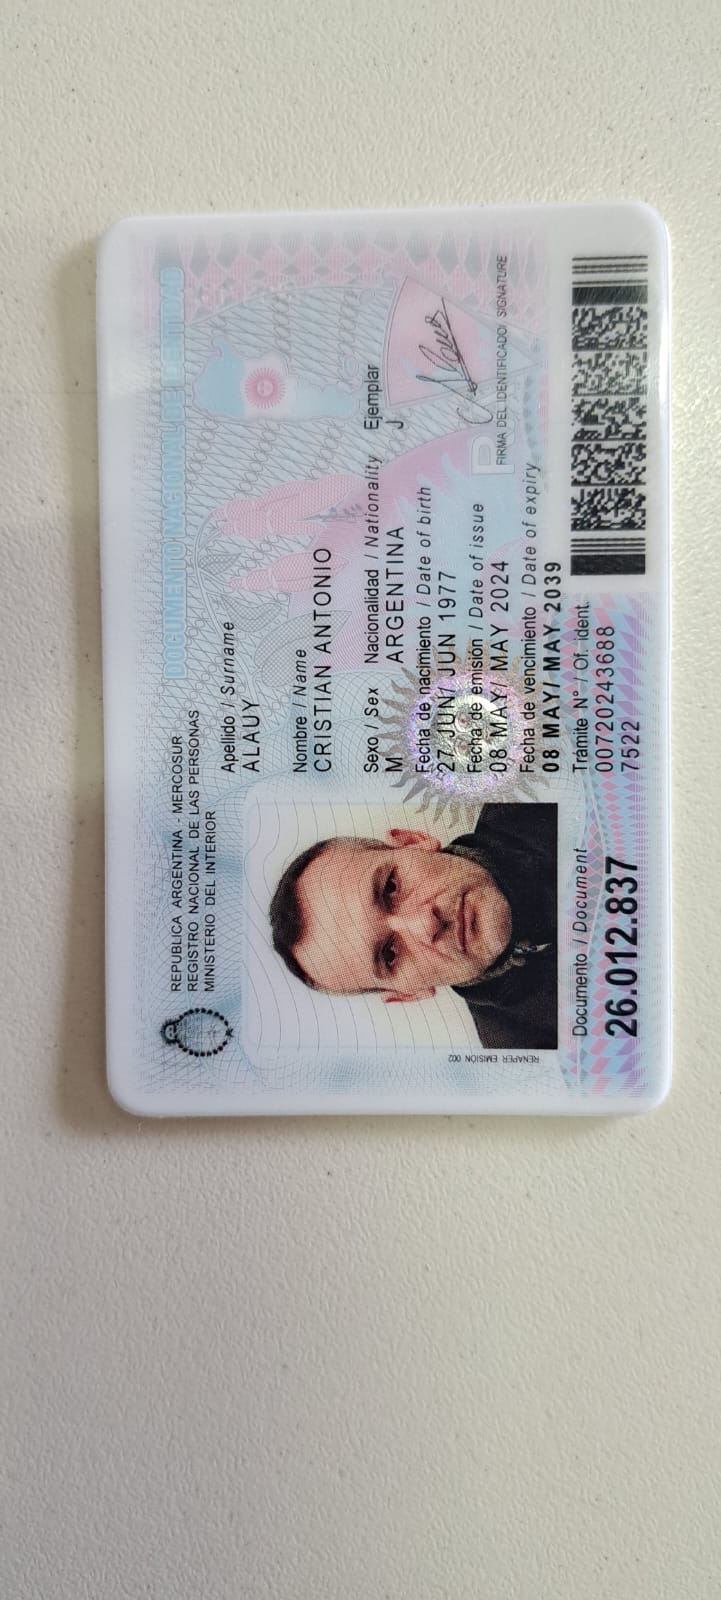 REPUBLICA ARGENTINA - MERCOSUR
REGISTRO NACIONAL DE LAS PERSONAS
MINISTERIO DEL INTERIOR
DOCUMENTO NACIONAL DE IDENTIDAD
Apellido / Surname
ALAUY
Nombre / Name
CRISTIAN ANTONIO
Sexo / Sex Nacionalidad / Nationality Ejemplar
M ARGENTINA J
Fecha de nacimiento / Date of birth
27 JUN/ JUN 1977
Fecha de emisión / Date of issue
08 MAY/ MAY 2024
Fecha de vencimiento / Date of expiry
08 MAY/ MAY 2039
FIRMA DEL IDENTIFICADO/ SIGNATURE
RENAPER EMISIÓN 002
Documento / Document
26.012.837
Trámite N° / Of. ident.
00720243688
7522